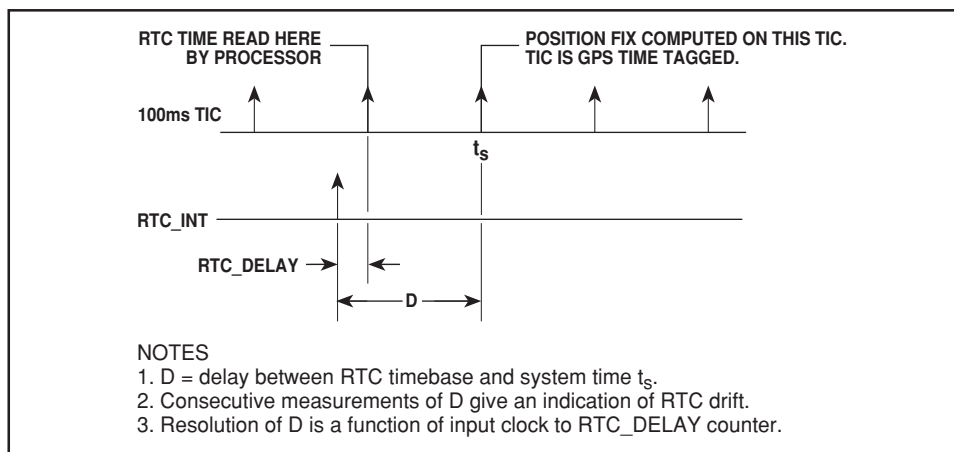 RTC TIME READ HERE
BY PROCESSOR
POSITION FIX COMPUTED ON THIS TIC.
TIC IS GPS TIME TAGGED.
100ms TIC
tS
RTC_INT
RTC_DELAY
D
NOTES
1. D = delay between RTC timebase and system time ts.
2. Consecutive measurements of D give an indication of RTC drift.
3. Resolution of D is a function of input clock to RTC_DELAY counter.